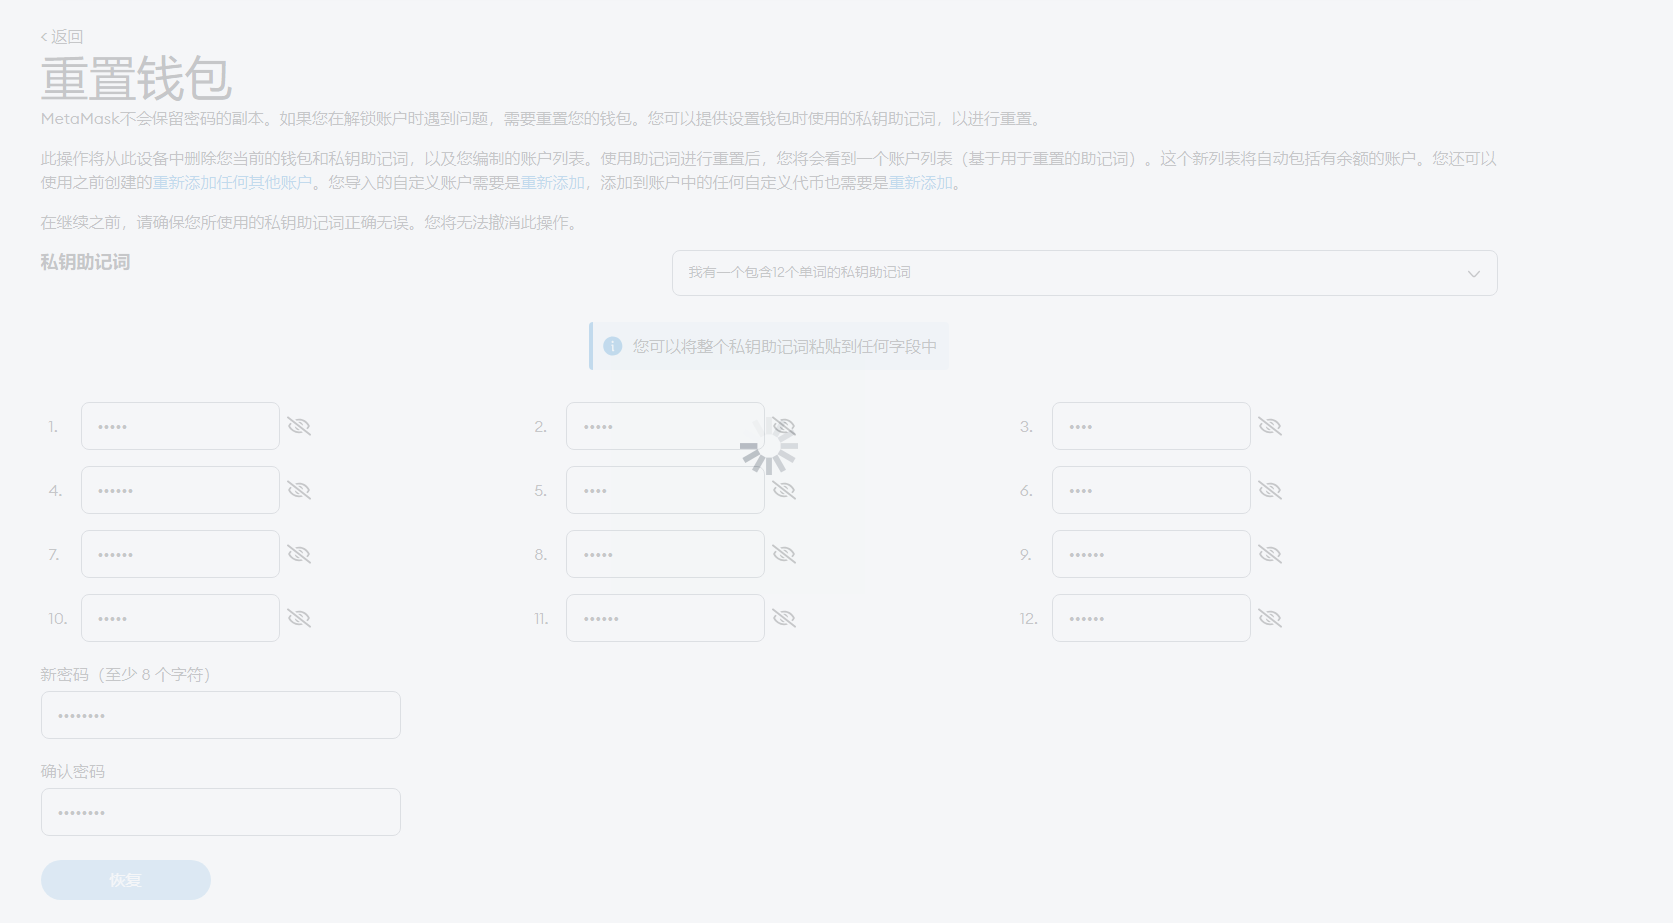 < 返回
重置钱包
MetaMask不会保留密码的副本。如果您在解锁账户时遇到问题，需要重置您的钱包。您可以提供设置钱包时使用的私钥助记词，以进行重置。
此操作将从此设备中删除您当前的钱包和私钥助记词，以及您编制的账户列表。使用助记词进行重置后，您将会看到一个账户列表（基于用于重置的助记词）。这个新列表将自动包括有余额的账户。您还可以
使用之前创建的重新添加任何其他账户。您导入的自定义账户需要是重新添加，添加到账户中的任何自定义代币也需要是重新添加。
在继续之前，请确保您所使用的私钥助记词正确无误。您将无法撤消此操作。
私钥助记词
我有一个包含12个单词的私钥助记词
您可以将整个私钥助记词粘贴到任何字段中
1. ••••• 2. ••••• 3. ••••
4. •••••• 5. •••• 6. ••••
7. •••••• 8. ••••• 9. ••••••
10. ••••• 11. •••••• 12. ••••••
新密码（至少 8 个字符）
••••••••
确认密码
••••••••
恢复